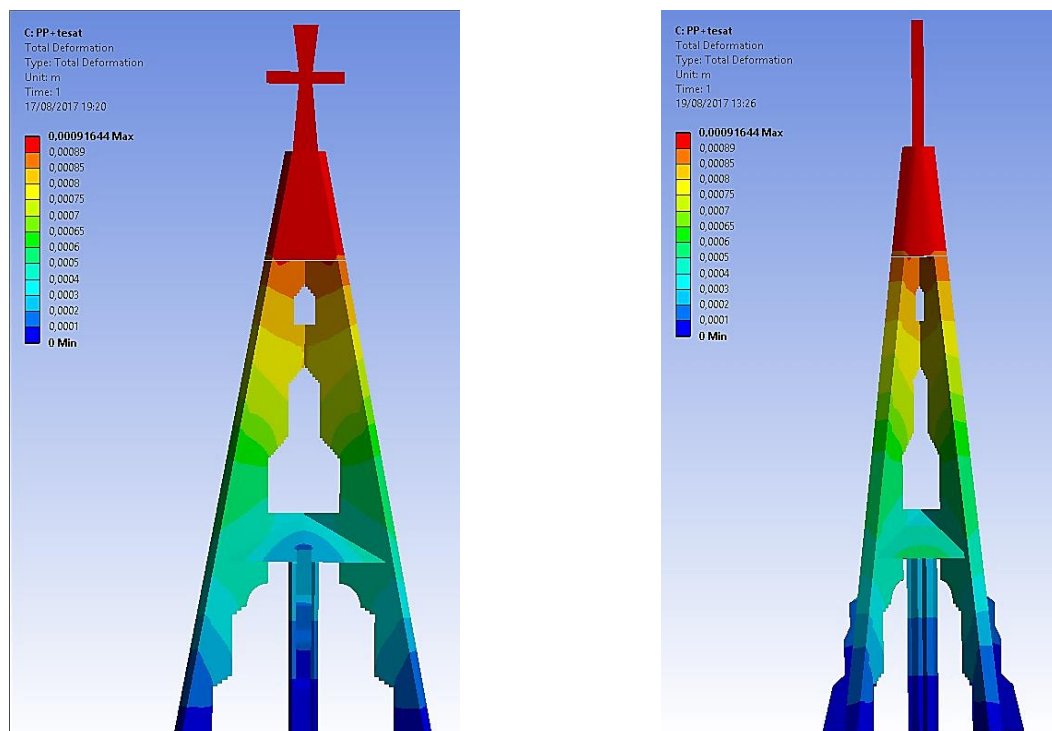 C: PP+tesat
Total Deformation
Type: Total Deformation
Unit: m
Time: 1
17/08/2017 19:20
0,00091644 Max
0,00089
0,00085
0,0008
0,00075
0,0007
0,00065
0,0006
0,0005
0,0004
0,0003
0,0002
0,0001
0 Min
C: PP+tesat
Total Deformation
Type: Total Deformation
Unit: m
Time: 1
19/08/2017 13:26
0,00091644 Max
0,00089
0,00085
0,0008
0,00075
0,0007
0,00065
0,0006
0,0005
0,0004
0,0003
0,0002
0,0001
0 Min